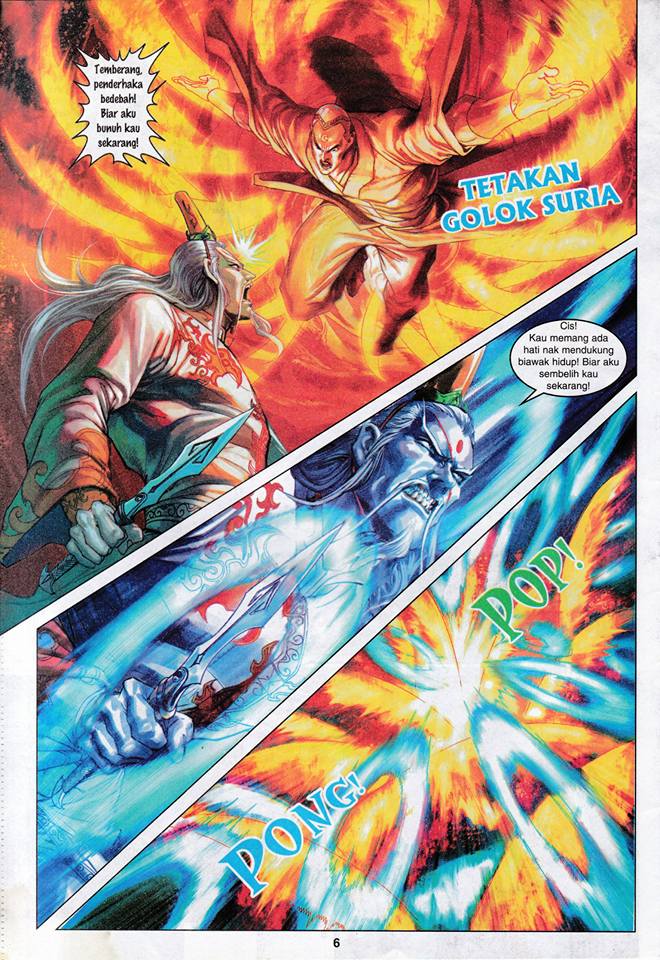 Temberang,
penderhaka
bedebah!
Biar aku
bunuh kau
sekarang!
TETAKAN
GOLOK SURIA
Cis!
Kau memang ada
hati nak mendukung
biawak hidup! Biar aku
sembelih kau
sekarang!
POP!
PONG!
6